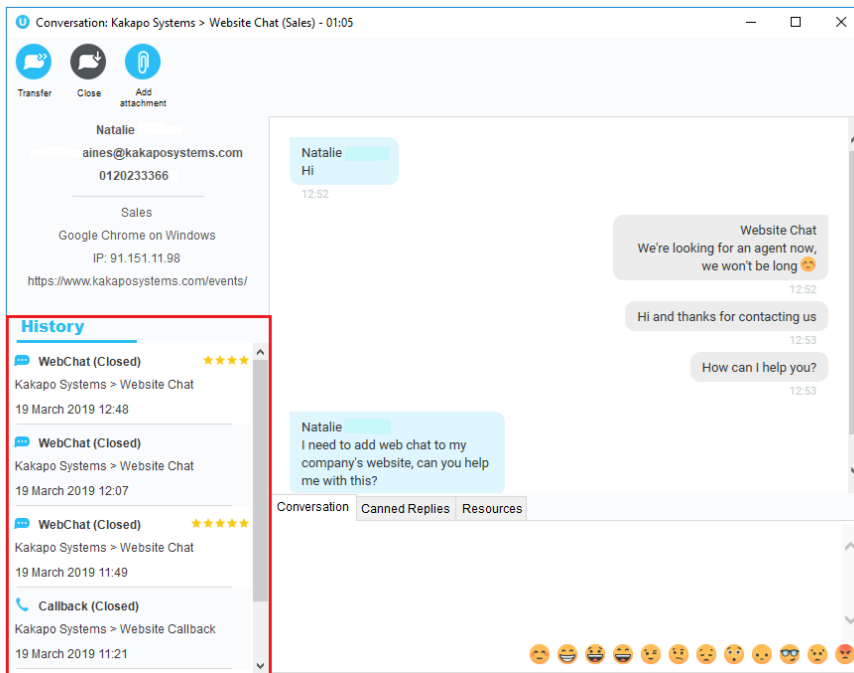 Conversation: Kakapo Systems > Website Chat (Sales) - 01:05
Transfer
Close
Add
attachment
Natalie
aines@kakaposystems.com
0120233366
Sales
Google Chrome on Windows
IP: 91.151.11.98
https://www.kakaposystems.com/events/
History
WebChat (Closed)
Kakapo Systems > Website Chat
19 March 2019 12:48
WebChat (Closed)
Kakapo Systems > Website Chat
19 March 2019 12:07
WebChat (Closed)
Kakapo Systems > Website Chat
19 March 2019 11:49
Callback (Closed)
Kakapo Systems > Website Callback
19 March 2019 11:21
Natalie
Hi
12:52
Website Chat
We're looking for an agent now,
we won't be long 😊
12:52
Hi and thanks for contacting us
12:53
How can I help you?
12:53
Natalie
I need to add web chat to my
company's website, can you help
me with this?
Conversation
Canned Replies
Resources